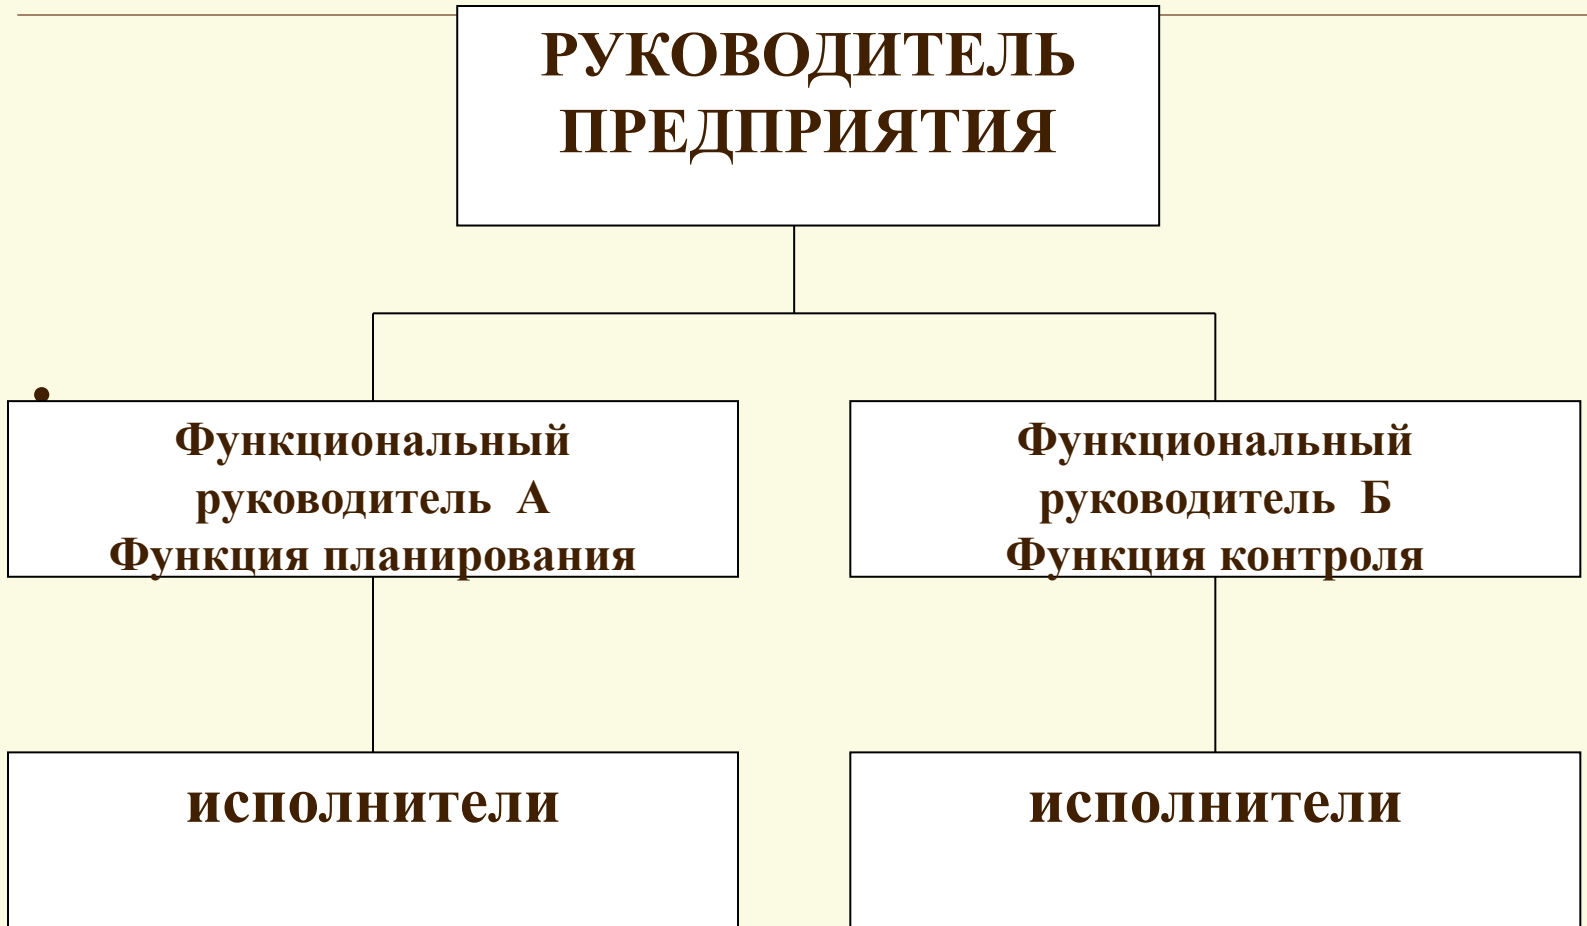 РУКОВОДИТЕЛЬ
ПРЕДПРИЯТИЯ
Функциональный
руководитель А
Функция планирования
Функциональный
руководитель Б
Функция контроля
исполнители
исполнители